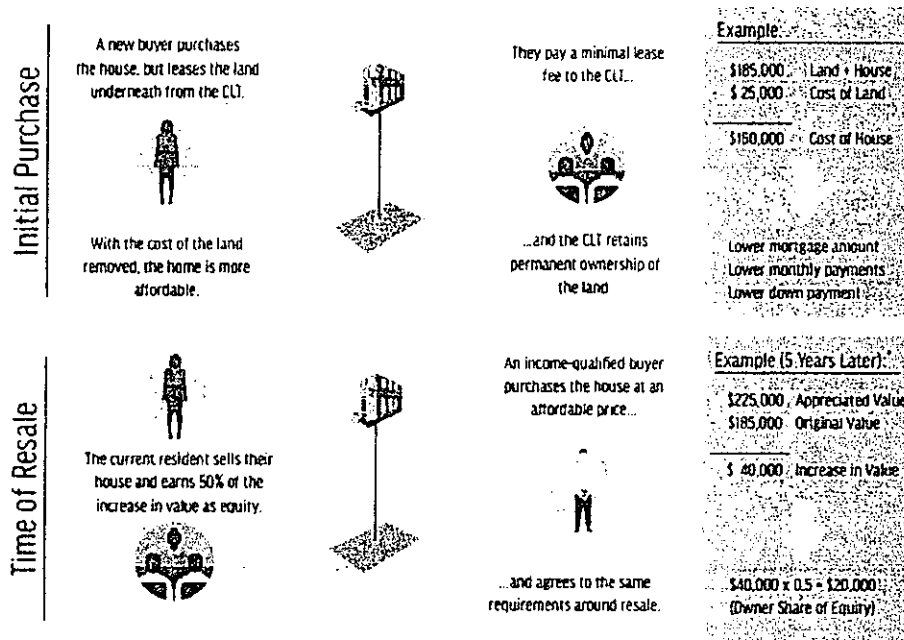 Initial Purchase
A new buyer purchases
the house, but leases the land
underneath from the CLT.
With the cost of the land
removed, the home is more
affordable.
They pay a minimal lease
fee to the CLT...
...and the CLT retains
permanent ownership of
the land
Example:
$185,000 Land + House
- $ 25,000 Cost of Land
$160,000 Cost of House
Lower mortgage amount
Lower monthly payments
Lower down payment
Time of Resale
The current resident sells their
house and earns 50% of the
increase in value as equity.
An income-qualified buyer
purchases the house at an
affordable price...
...and agrees to the same
requirements around resale.
Example (5 Years Later):*
$225,000 Appreciated Value
- $185,000 Original Value
$ 40,000 Increase in Value
$40,000 x 0.5 = $20,000
(Owner Share of Equity)